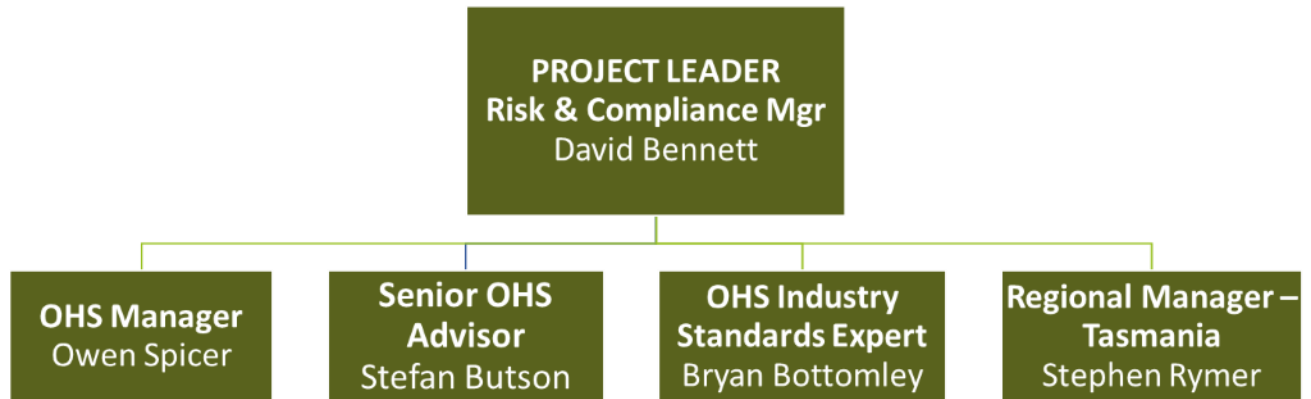 PROJECT LEADER
Risk & Compliance Mgr
David Bennett
OHS Manager
Owen Spicer
Senior OHS
Advisor
Stefan Butson
OHS Industry
Standards Expert
Bryan Bottomley
Regional Manager –
Tasmania
Stephen Rymer